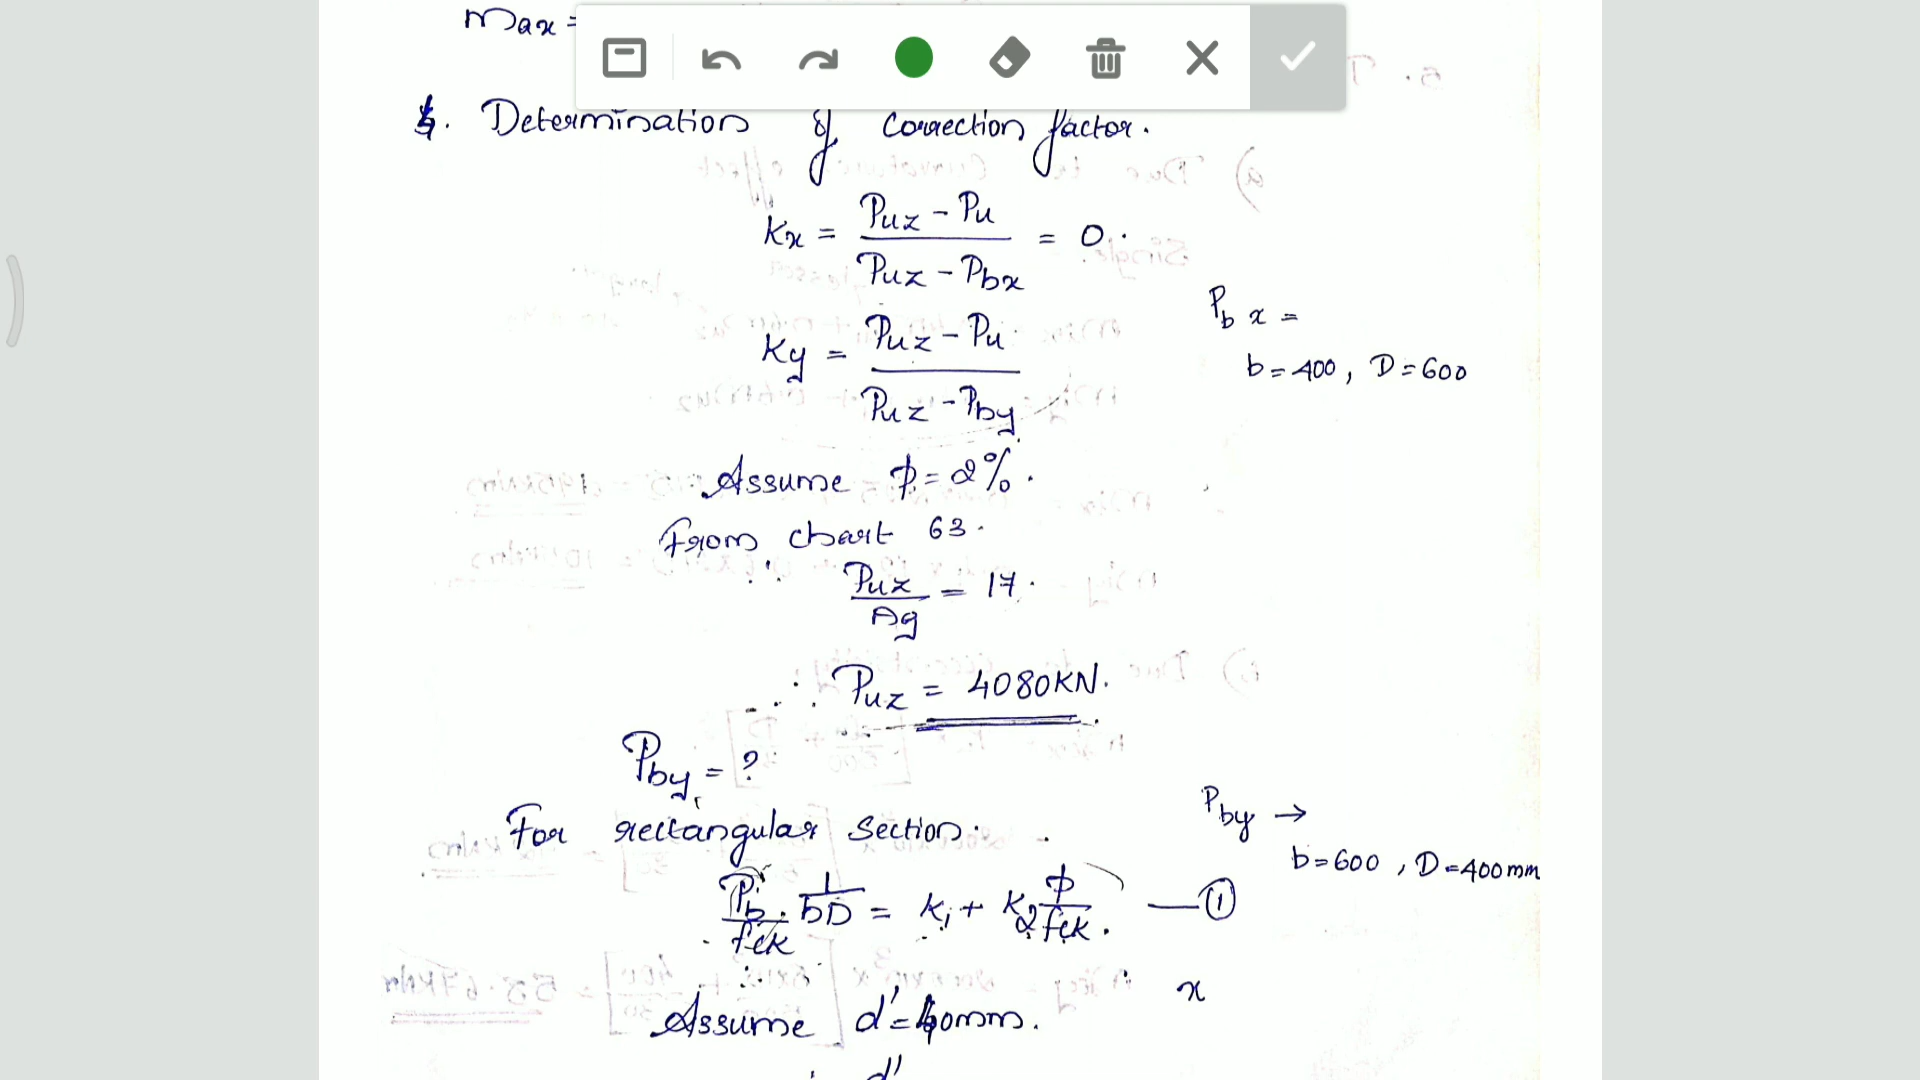 Max =
4. Determination of Correction factor.
Kx = (Puz - Pu) / (Puz - Pbx) = 0.
Pb x =
b = 400, D = 600
Ky = (Puz - Pu) / (Puz - Pby)
Assume p = 2%.
From chart 63.
∴ Puz / Ag = 17.
∴ Puz = 4080KN.
Pby = ?
Pby →
For rectangular Section.
b = 600, D = 400mm
Pb / fck . 1 / bD = K1 + K2 p / fck. — ①
x
Assume d' = 40mm.
d'